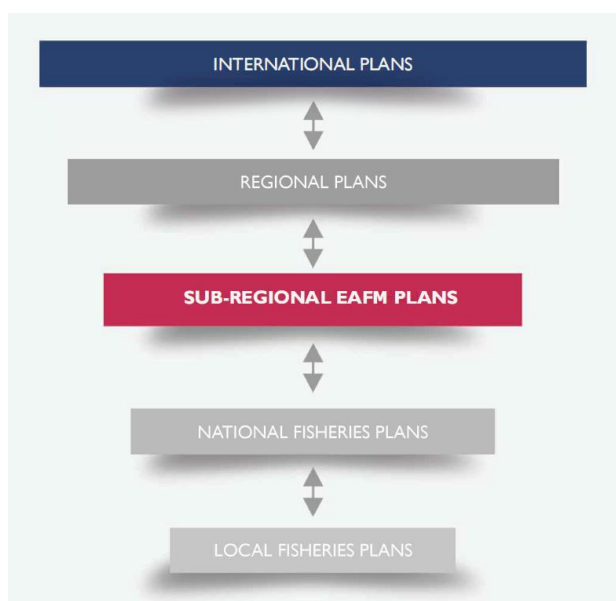 INTERNATIONAL PLANS
REGIONAL PLANS
SUB-REGIONAL EAFM PLANS
NATIONAL FISHERIES PLANS
LOCAL FISHERIES PLANS